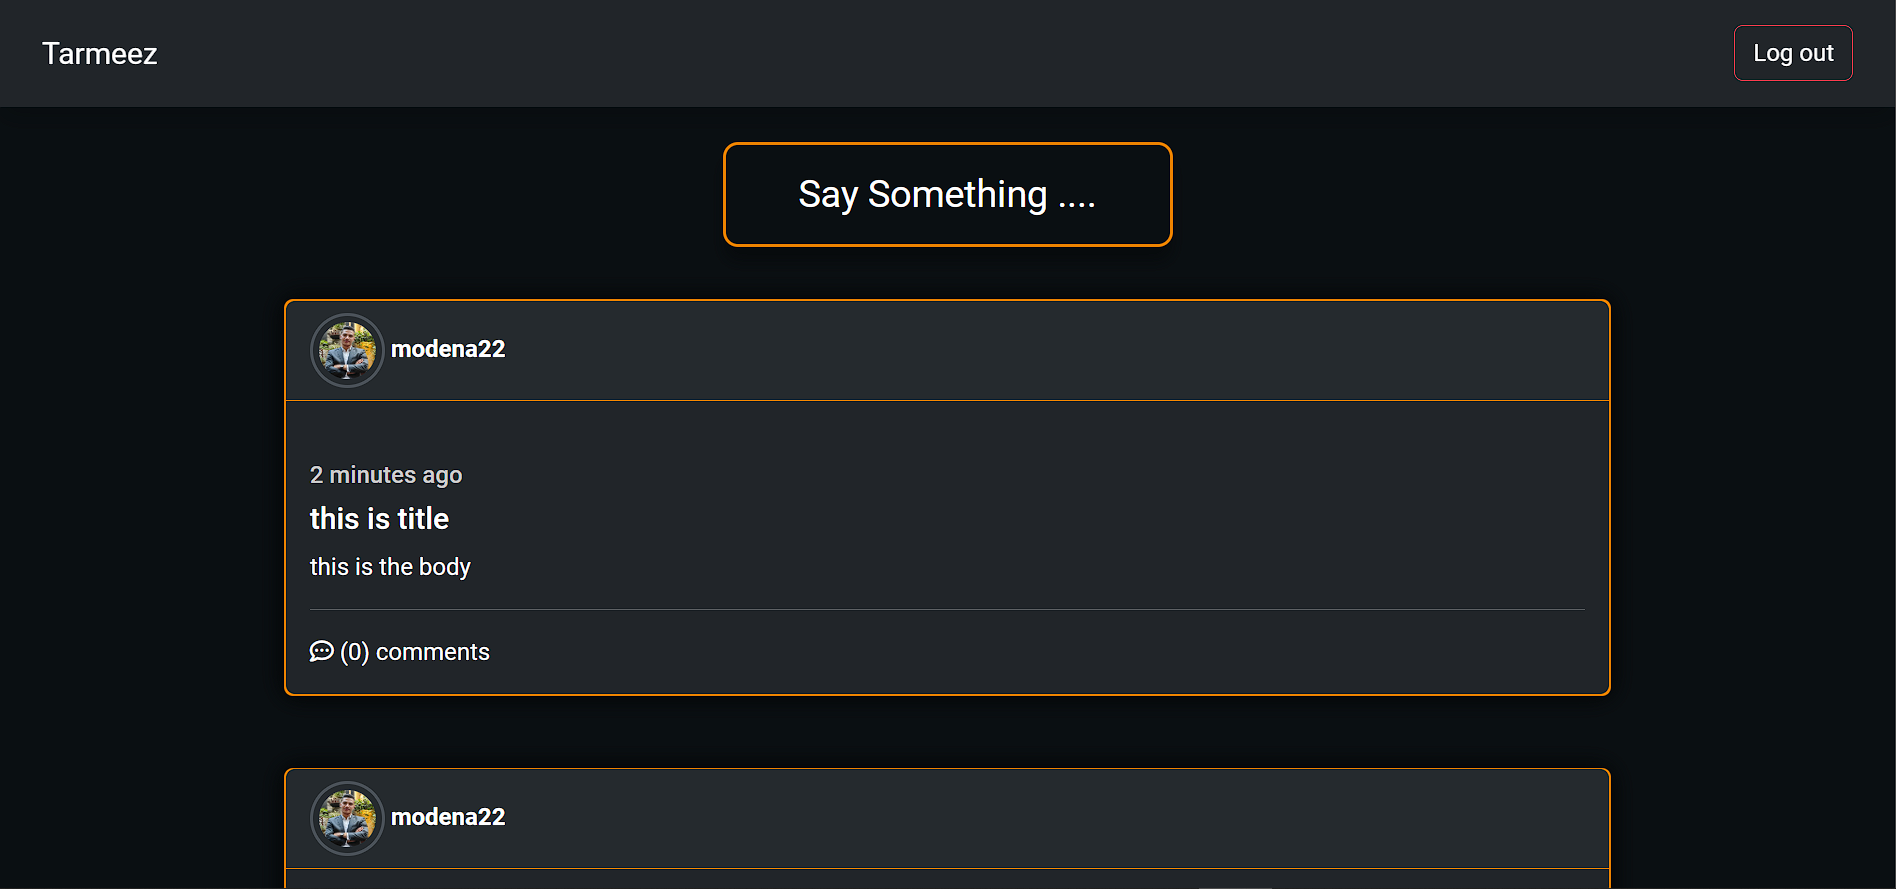 Tarmeez
Log out
Say Something ....
modena22
2 minutes ago
this is title
this is the body
(0) comments
modena22